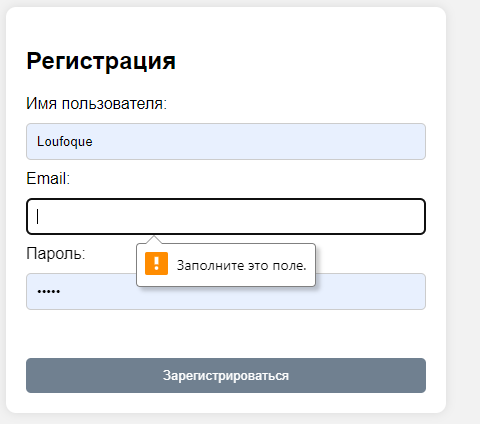 Регистрация
Имя пользователя:
Loufoque
Email:
Пароль:
Заполните это поле.
•••••
Зарегистрироваться